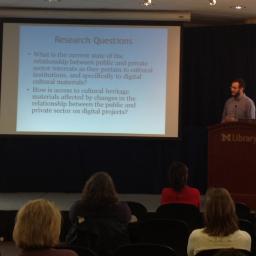 Research Questions
• What is the current state of the
relationship between public and private
sector interests as they pertain to cultural
institutions, and specifically to digital
cultural materials?
• How is access to cultural heritage
materials affected by changes in the
relationship between the public and
private sector on digital projects?
M Library